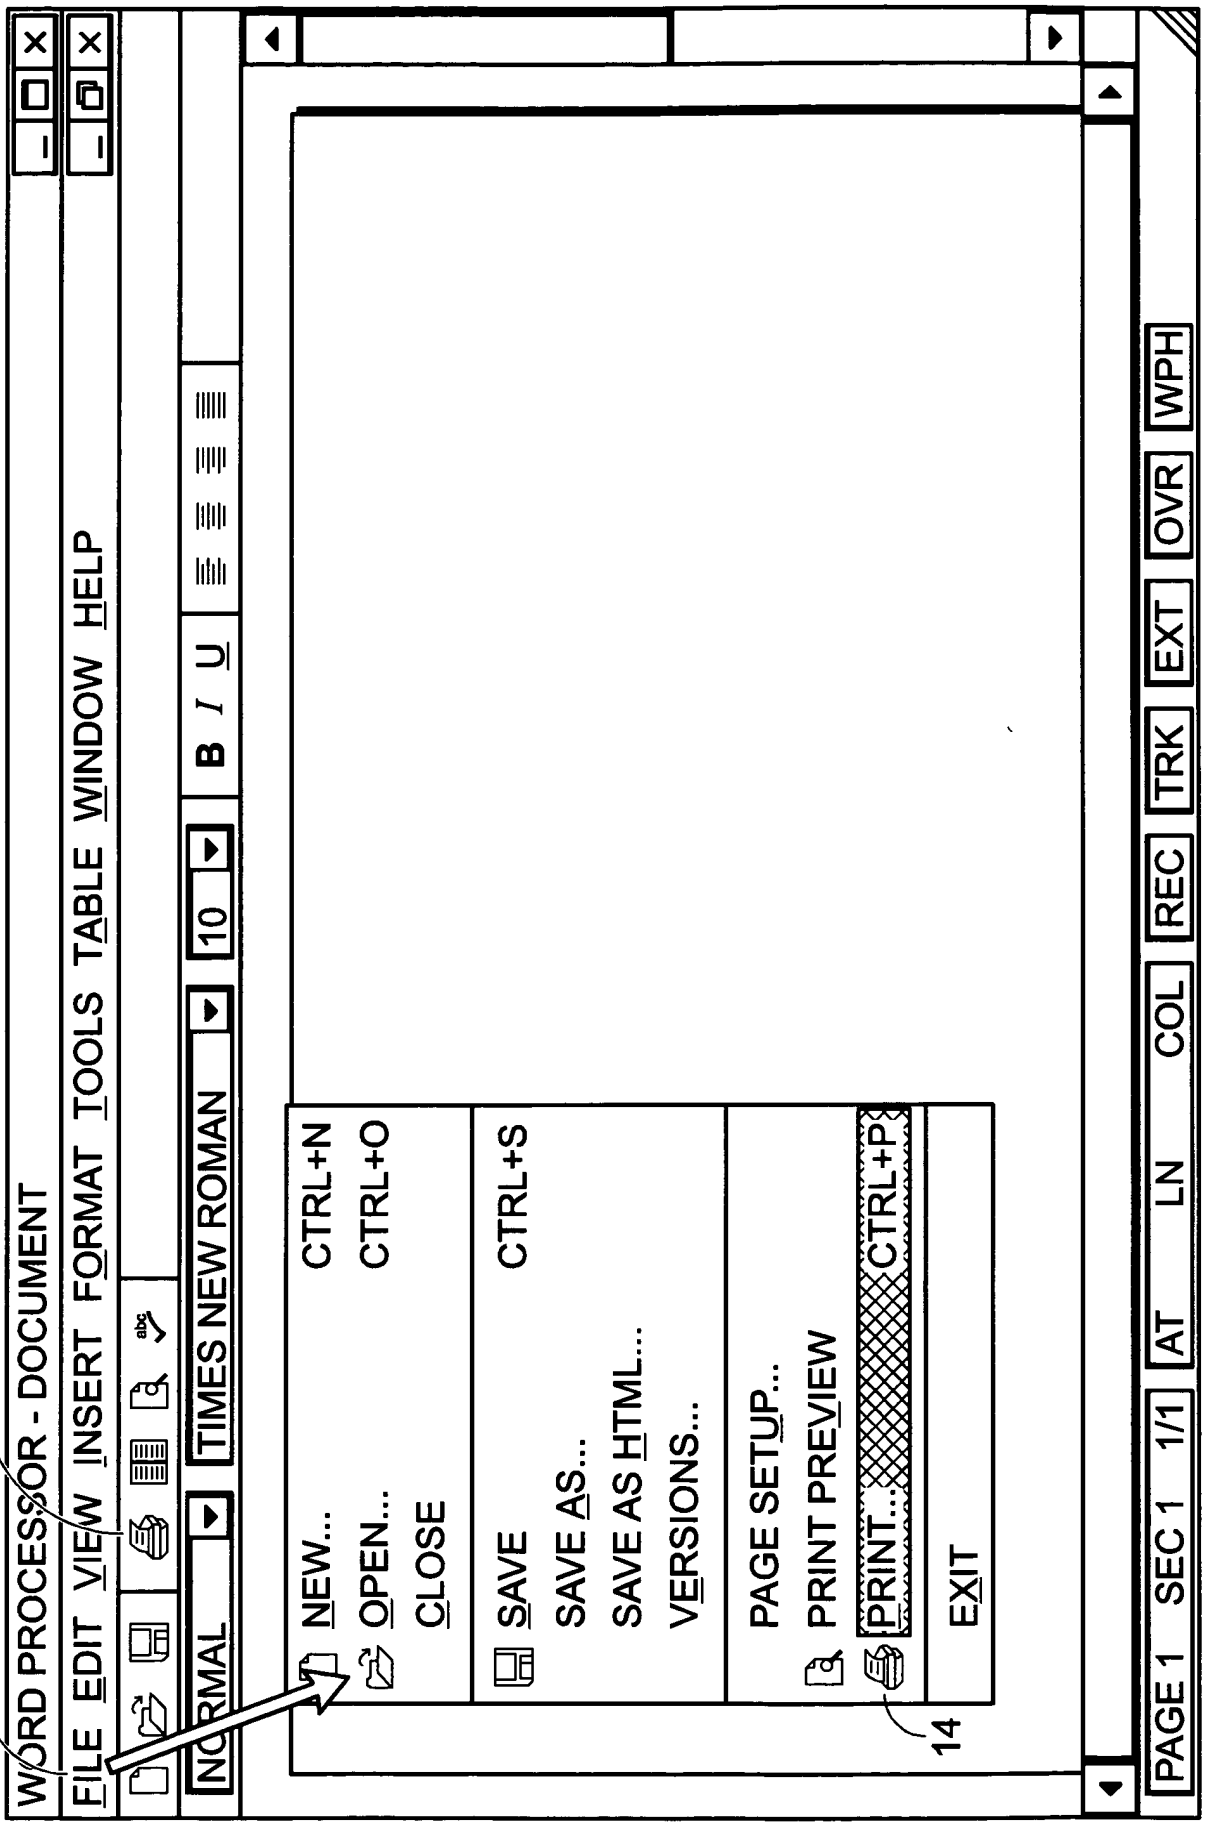 WORD PROCESSOR - DOCUMENT
FILE EDIT VIEW INSERT FORMAT TOOLS TABLE WINDOW HELP
abc
NORMAL TIMES NEW ROMAN 10 B I U
NEW... CTRL+N
OPEN... CTRL+O
CLOSE
SAVE CTRL+S
SAVE AS...
SAVE AS HTML...
VERSIONS...
PAGE SETUP...
PRINT PREVIEW
PRINT... CTRL+P
14
EXIT
PAGE 1 SEC 1 1/1 AT LN COL REC TRK EXT OVR WPH